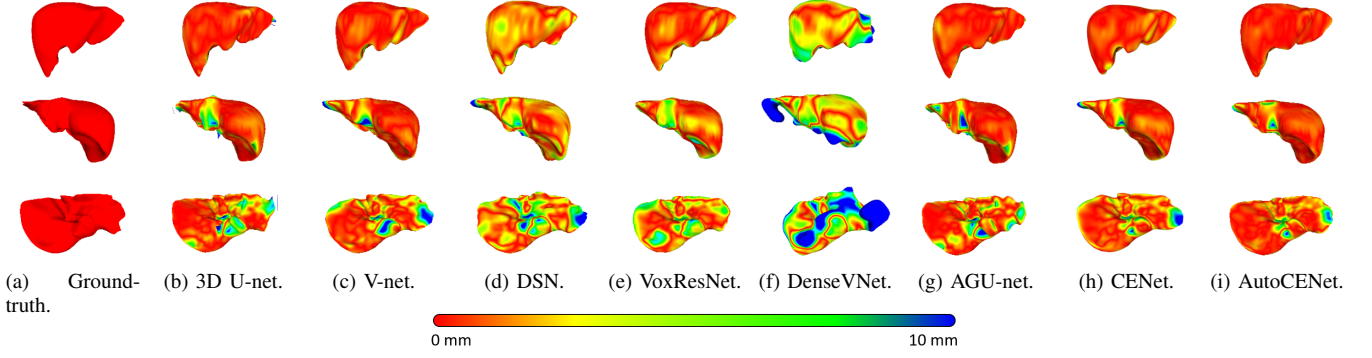 (a) Ground-
truth.
(b) 3D U-net.
(c) V-net.
(d) DSN.
(e) VoxResNet.
(f) DenseVNet.
(g) AGU-net.
(h) CENet.
(i) AutoCENet.
0 mm
10 mm